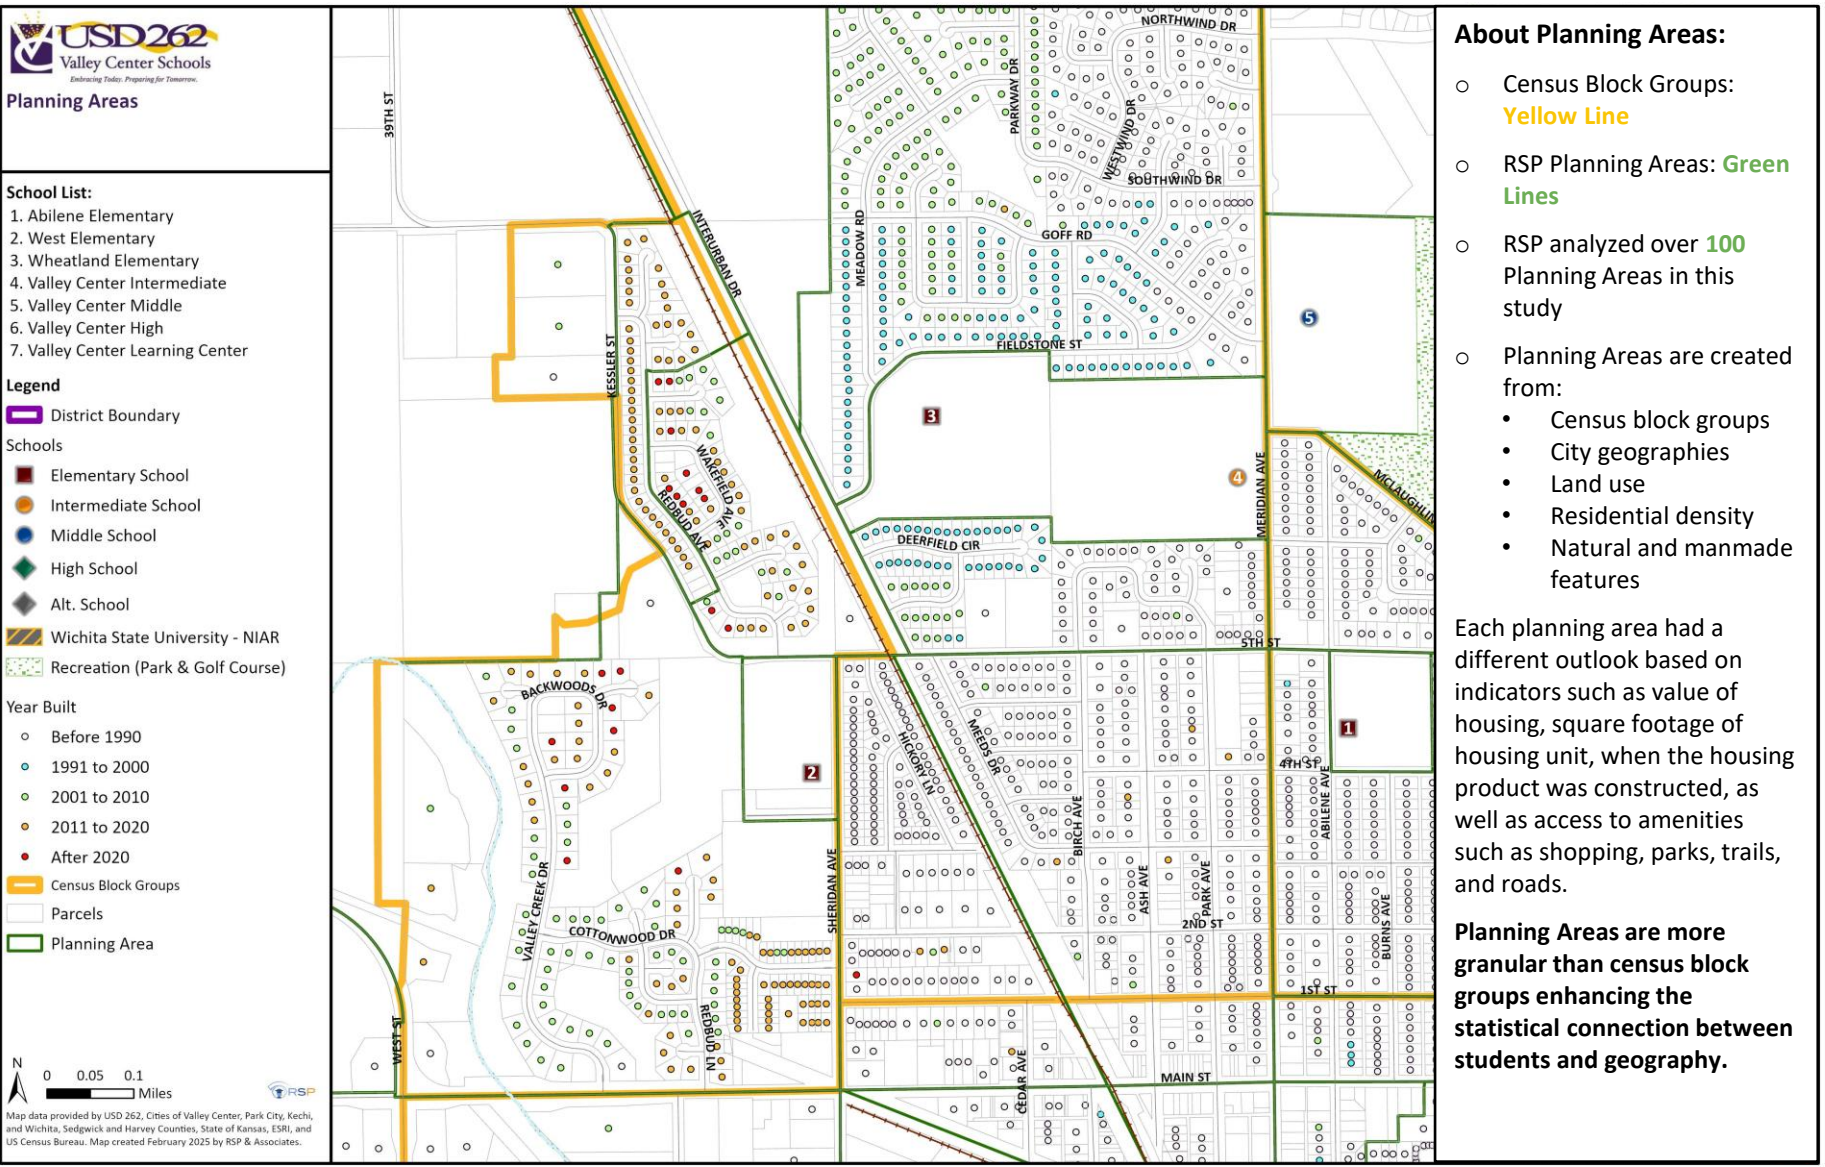 USD262
Valley Center Schools
Embracing Today. Preparing for Tomorrow.
Planning Areas
School List:
1. Abilene Elementary
2. West Elementary
3. Wheatland Elementary
4. Valley Center Intermediate
5. Valley Center Middle
6. Valley Center High
7. Valley Center Learning Center
Legend
District Boundary
Schools
Elementary School
Intermediate School
Middle School
High School
Alt. School
Wichita State University - NIAR
Recreation (Park & Golf Course)
Year Built
Before 1990
1991 to 2000
2001 to 2010
2011 to 2020
After 2020
Census Block Groups
Parcels
Planning Area
N
0 0.05 0.1
Miles
RSP
Map data provided by USD 262, Cities of Valley Center, Park City, Kechi,
and Wichita, Sedgwick and Harvey Counties, State of Kansas, ESRI, and
US Census Bureau. Map created February 2025 by RSP & Associates.
39TH ST
NORTHWIND DR
PARKWAY DR
WESTWIND DR
SOUTHWIND DR
INTERURBAN DR
MEADOW RD
GOFF RD
5
KESSLER ST
FIELDSTONE ST
3
WAKEFIELD AVE
REDBUD AVE
4
MERIDIAN AVE
MCLAUGHLIN
DEERFIELD CIR
5TH ST
BACKWOODS DR
HICKORY LN
MEEDS DR
1
2
4TH ST
ABILENE AVE
BIRCH AVE
SHERIDAN AVE
ASH AVE
PARK AVE
2ND ST
BURNS AVE
VALLEY CREEK DR
COTTONWOOD DR
REDBUD LN
1ST ST
WEST ST
CEDAR AVE
MAIN ST
About Planning Areas:
o Census Block Groups:
Yellow Line
o RSP Planning Areas: Green
Lines
o RSP analyzed over 100
Planning Areas in this
study
o Planning Areas are created
from:
• Census block groups
• City geographies
• Land use
• Residential density
• Natural and manmade
features
Each planning area had a
different outlook based on
indicators such as value of
housing, square footage of
housing unit, when the housing
product was constructed, as
well as access to amenities
such as shopping, parks, trails,
and roads.
Planning Areas are more
granular than census block
groups enhancing the
statistical connection between
students and geography.